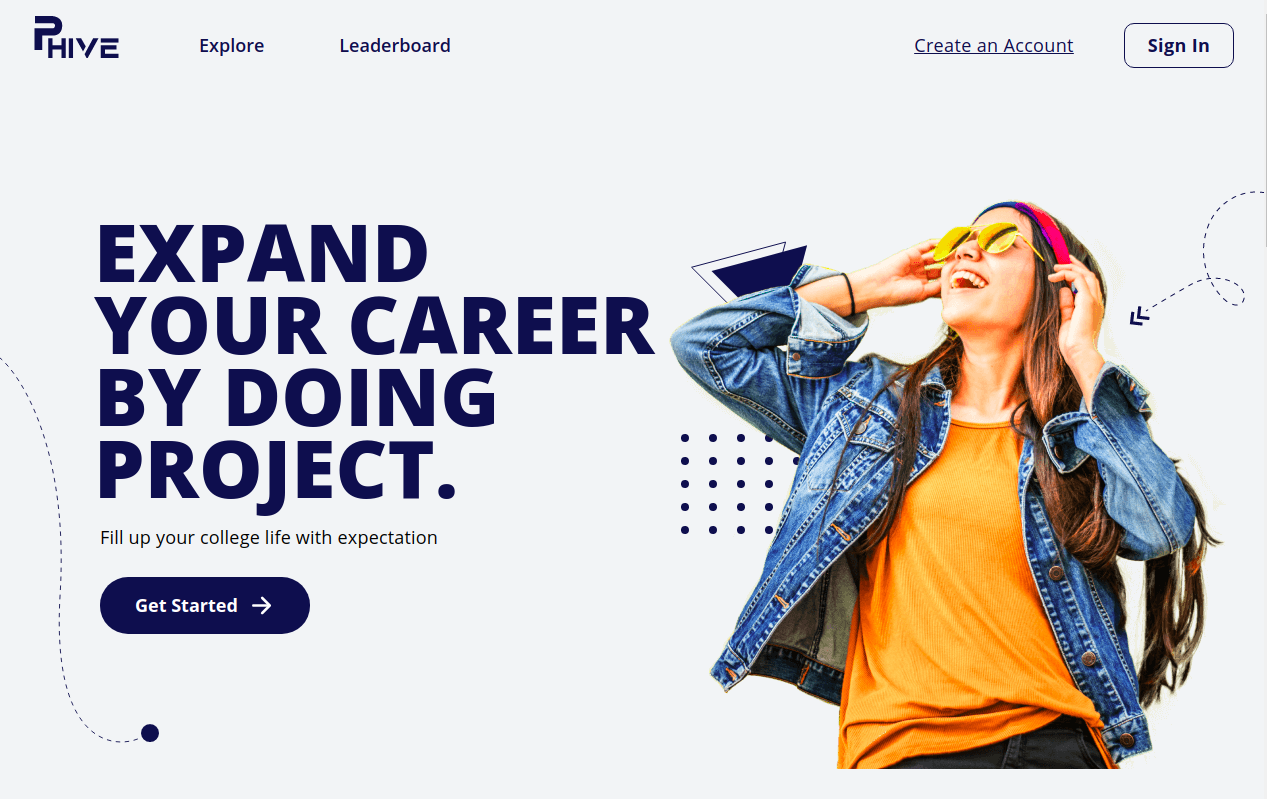 PHIVE
Explore
Leaderboard
Create an Account
Sign In
EXPAND
YOUR CAREER
BY DOING
PROJECT.
Fill up your college life with expectation
Get Started